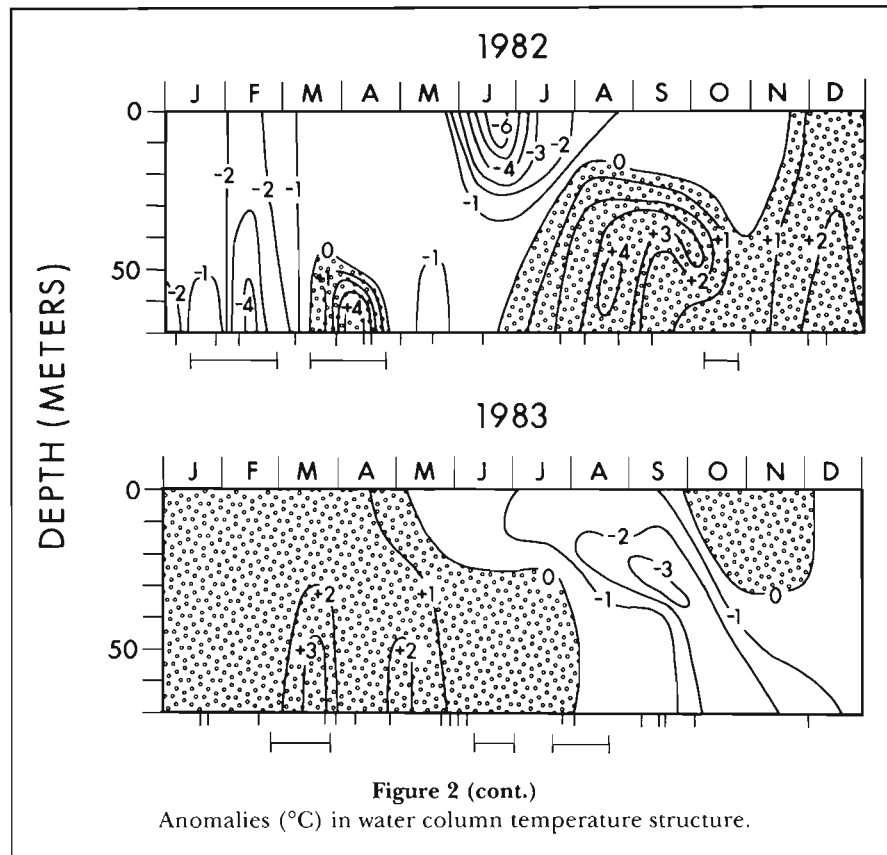 1982
J F M A M J J A S O N D
0
50
-2 -1 -2 -4 -2 -1 0 +1 +4 -1 -1 -6 -4 -3 -2 0 +4 +3 +2 +1 +1 +2
DEPTH (METERS)
1983
J F M A M J J A S O N D
0
50
+2 +3 +2 +1 0 -1 -2 -3 -1 0
Figure 2 (cont.)
Anomalies (°C) in water column temperature structure.